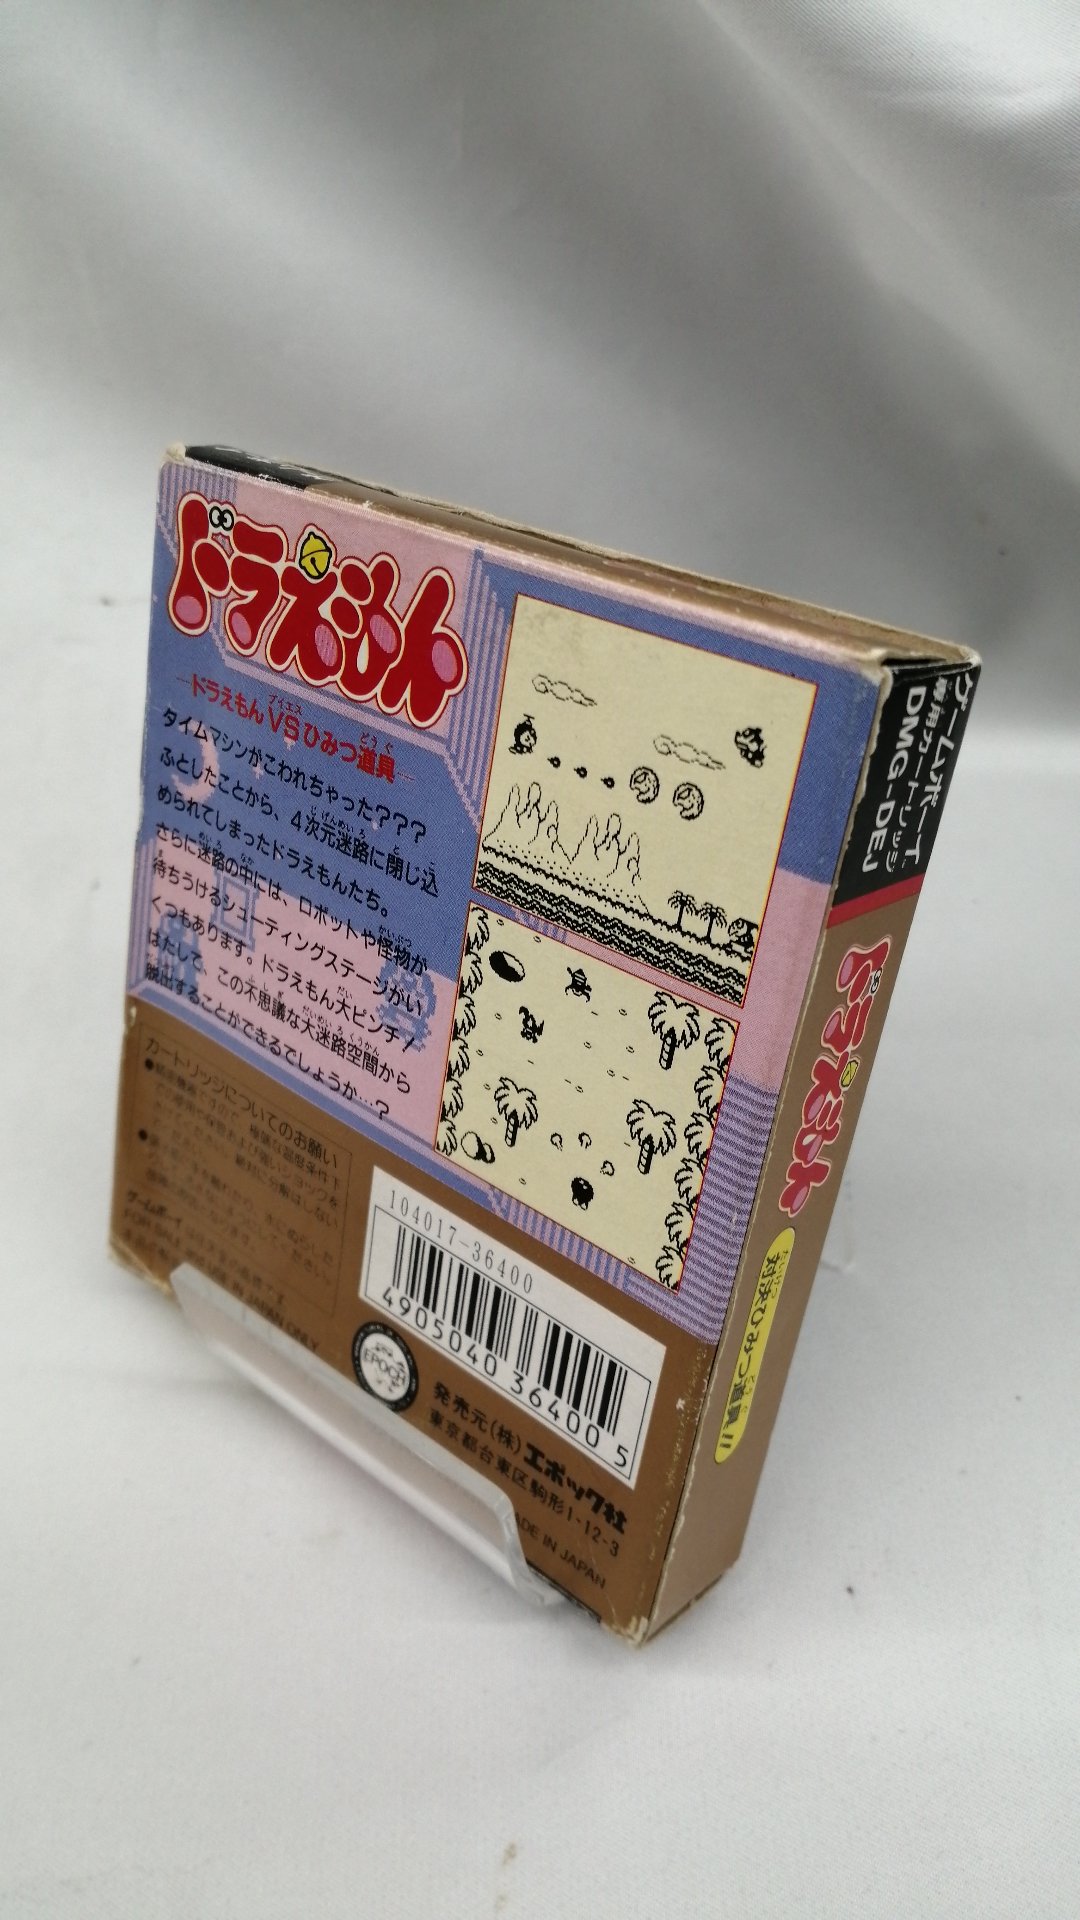 ドラえもん
ードラえもんVSひみつ道具ー
タイムマシンがこわれちゃった???
ふとしたことから、4次元迷路に閉じ込
められてしまったドラえもんたち。
さらに迷路の中には、ロボットや怪物が
待ちうけるシューティングステージがい
くつもあります。ドラえもん大ピンチ!
はたして、この不思議な大迷路空間から
脱出することができるでしょうか…?
カートリッジについてのお願い
104017-36400
4905040 364005
EPOCH
発売元(株)エポック社
東京都台東区駒形1-12-3
MADE IN JAPAN
ゲームボーイ
専用カートリッジ
DMG-DEJ
ドラえもん
対決ひみつ道具!!